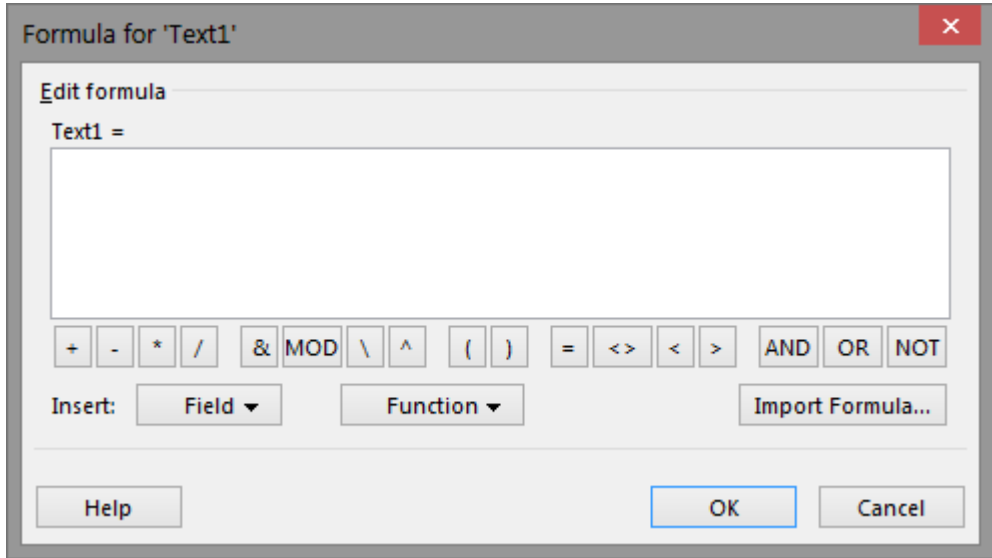 Formula for 'Text1'
Edit formula
Text1 =
+ - * / & MOD \ ^ ( ) = <> < > AND OR NOT
Insert: Field Function Import Formula...
Help OK Cancel